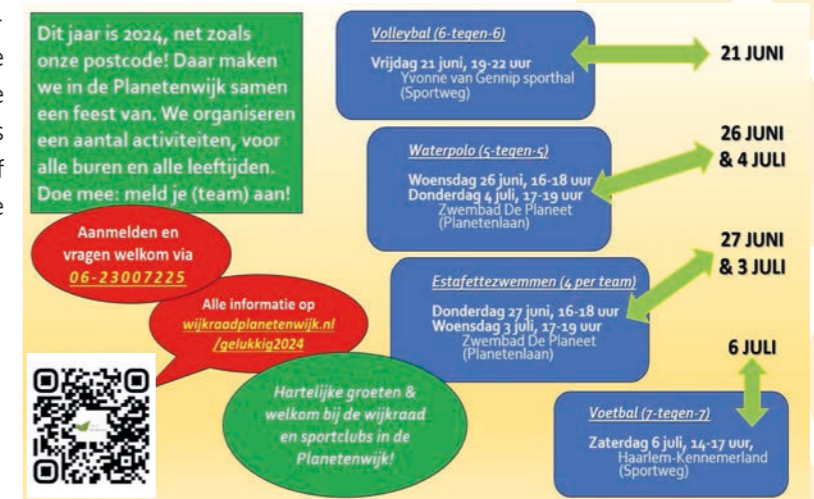 Dit jaar is 2024, net zoals
onze postcode! Daar maken
we in de Planetenwijk samen
een feest van. We organiseren
een aantal activiteiten, voor
alle buren en alle leeftijden.
Doe mee: meld je (team) aan!
Aanmelden en
vragen welkom via
06-23007225
Alle informatie op
wijkraadplanetenwijk.nl
/gelukkig2024
Hartelijke groeten &
welkom bij de wijkraad
en sportclubs in de
Planetenwijk!
Volleybal (6-tegen-6)
Vrijdag 21 juni, 19-22 uur
Yvonne van Gennip sporthal
(Sportweg)
21 JUNI
Waterpolo (5-tegen-5)
Woensdag 26 juni, 16-18 uur
Donderdag 4 juli, 17-19 uur
Zwembad De Planeet
(Planetenlaan)
26 JUNI
& 4 JULI
Estafettezwemmen (4 per team)
Donderdag 27 juni, 16-18 uur
Woensdag 3 juli, 17-19 uur
Zwembad De Planeet
(Planetenlaan)
27 JUNI
& 3 JULI
Voetbal (7-tegen-7)
Zaterdag 6 juli, 14-17 uur,
Haarlem-Kennemerland
(Sportweg)
6 JULI